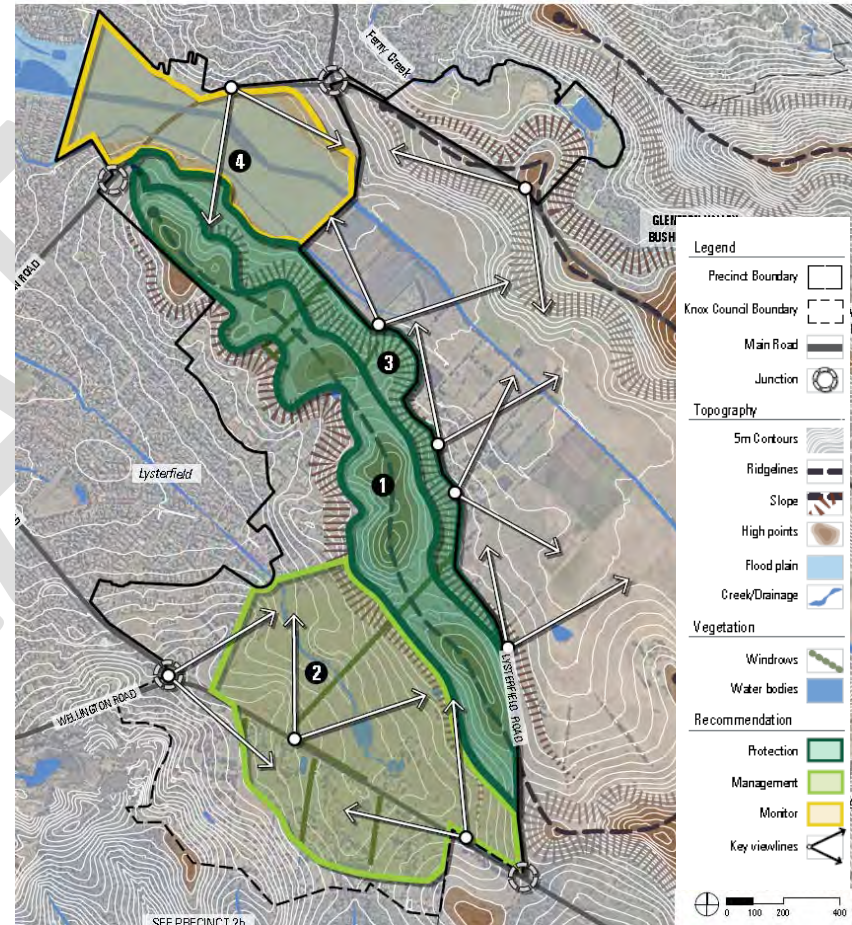 Ferny Creek
4
GLENFERN VALLEY
BUSH
N ROAD
3
Lysterfield
1
2
WELLINGTON ROAD
LYSTERFIELD ROAD
SEE PRECINCT 2b
Legend
Precinct Boundary
Knox Council Boundary
Main Road
Junction
Topography
5m Contours
Ridgelines
Slope
High points
Flood plain
Creek/Drainage
Vegetation
Windrows
Water bodies
Recommendation
Protection
Management
Monitor
Key viewlines
0 100 200 400